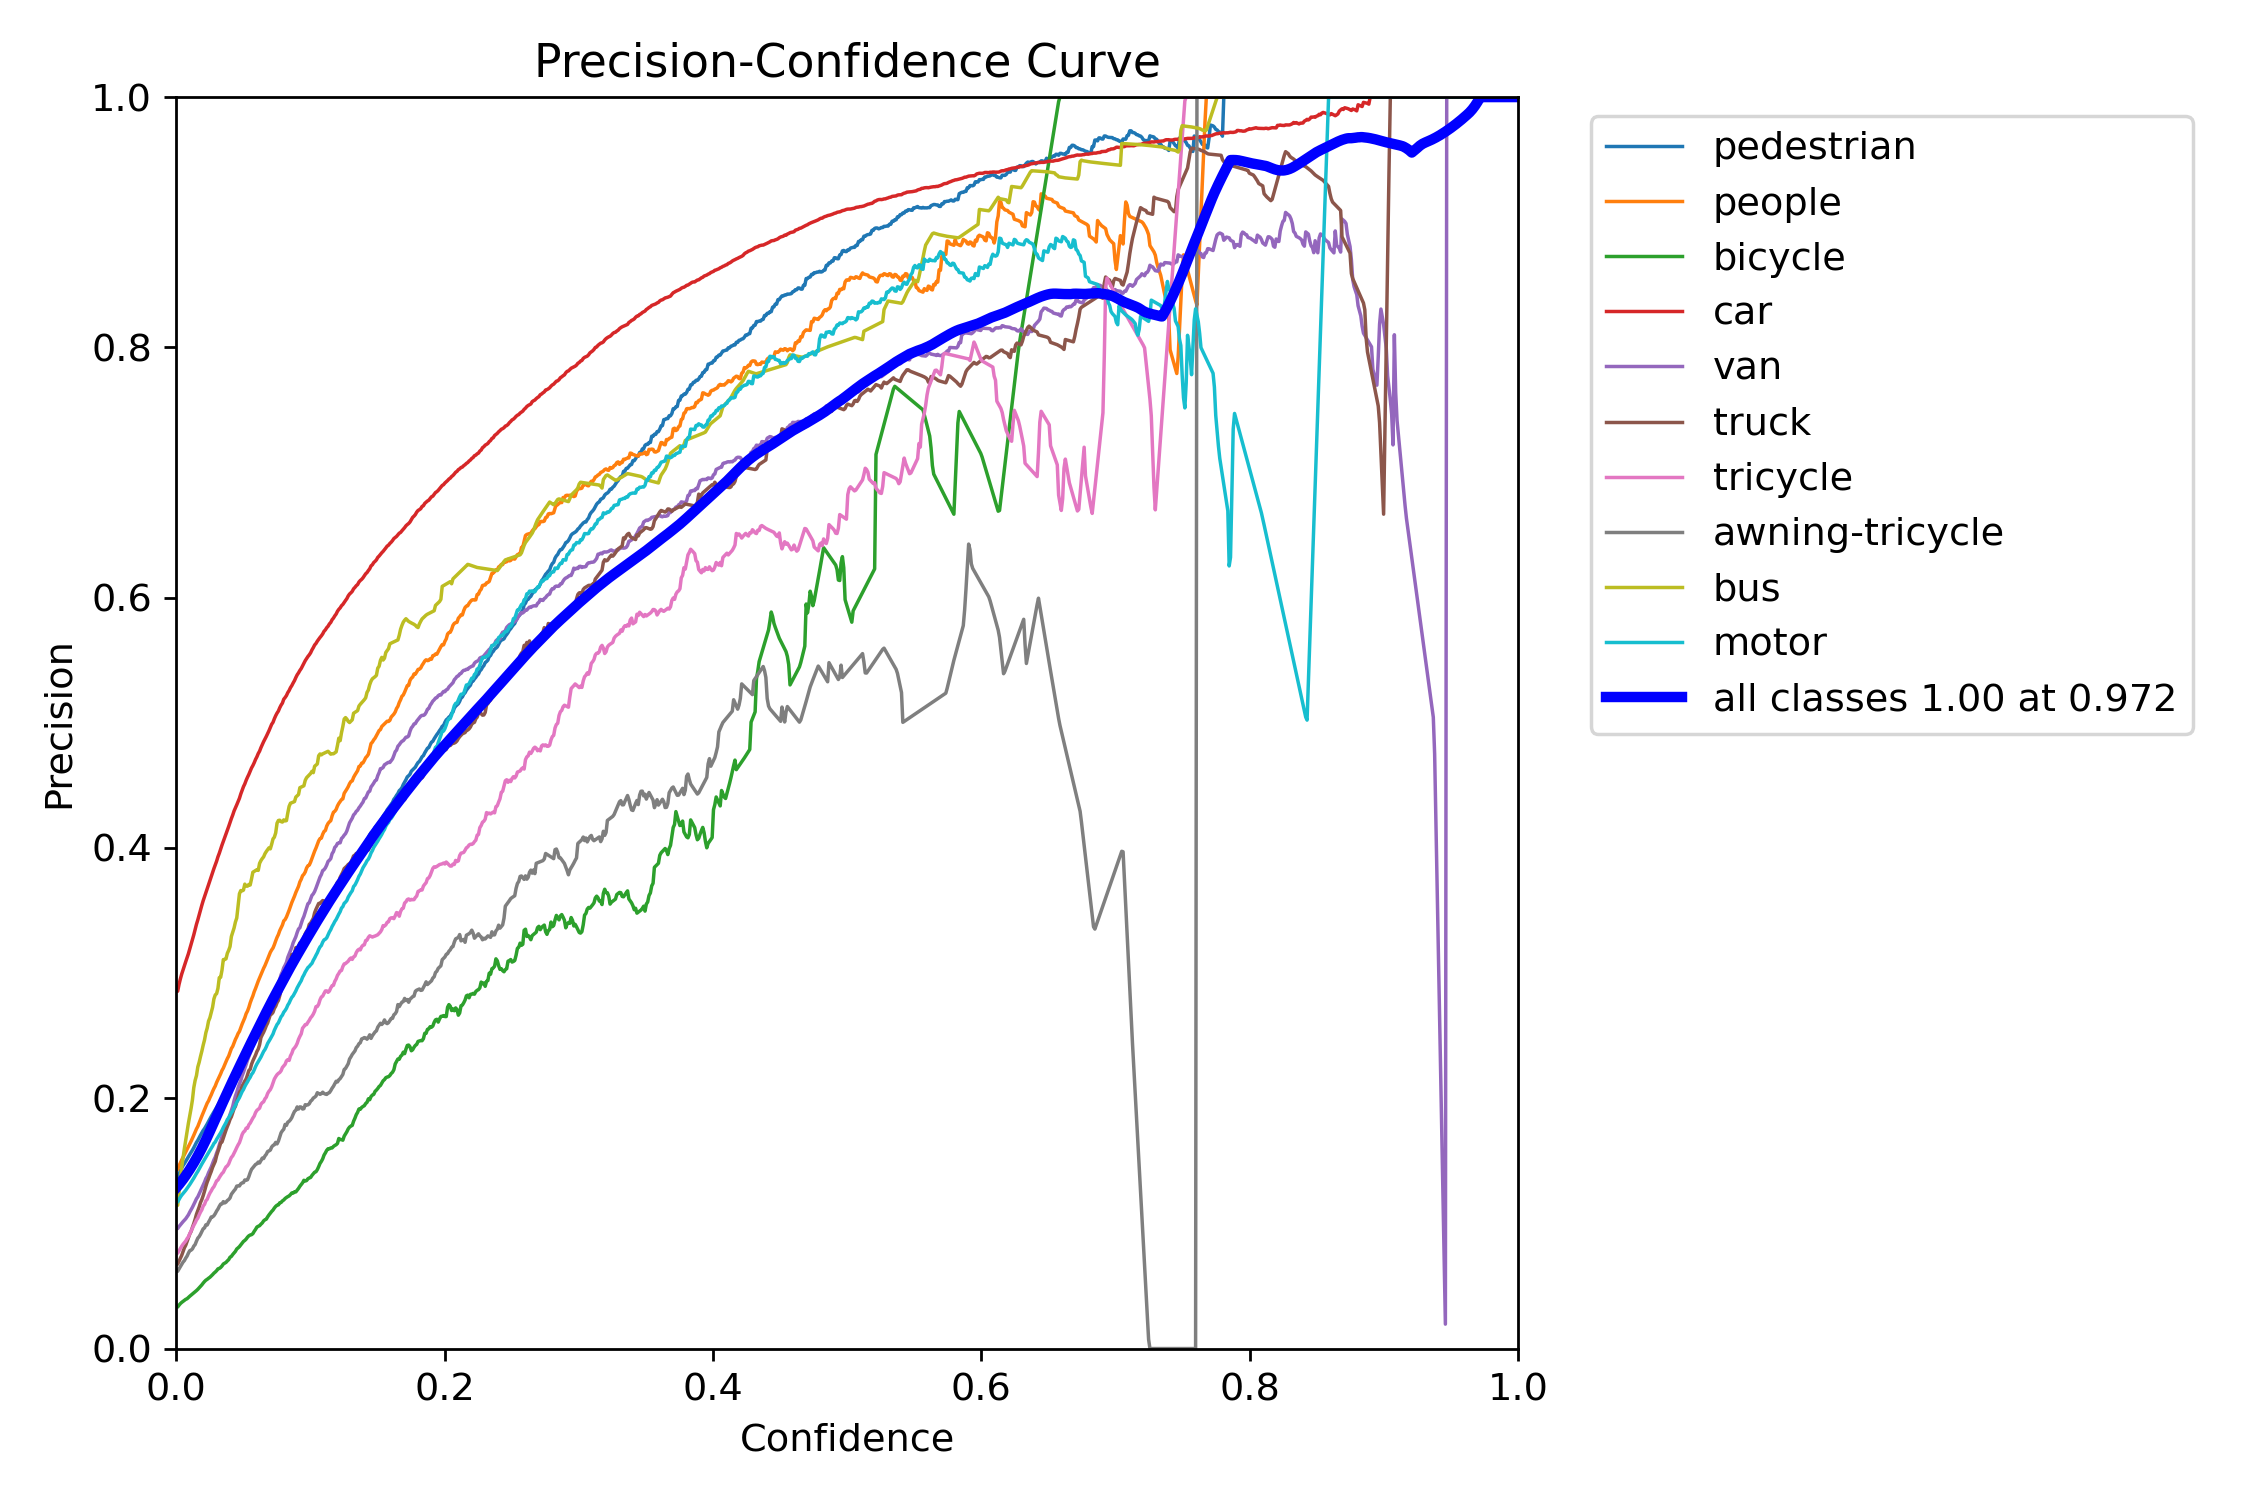 Precision-Confidence Curve
1.0
0.8
0.6
0.4
0.2
0.0
Precision
0.0 0.2 0.4 0.6 0.8 1.0
Confidence
pedestrian
people
bicycle
car
van
truck
tricycle
awning-tricycle
bus
motor
all classes 1.00 at 0.972